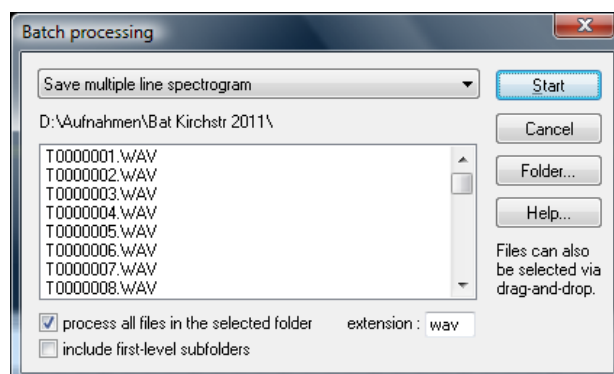 Batch processing
Save multiple line spectrogram
Start
D:\Aufnahmen\Bat Kirchstr 2011\
Cancel
T0000001.WAV
T0000002.WAV
T0000003.WAV
T0000004.WAV
T0000005.WAV
T0000006.WAV
T0000007.WAV
T0000008.WAV
Folder...
Help...
Files can also
be selected via
drag-and-drop.
process all files in the selected folder
extension : wav
include first-level subfolders